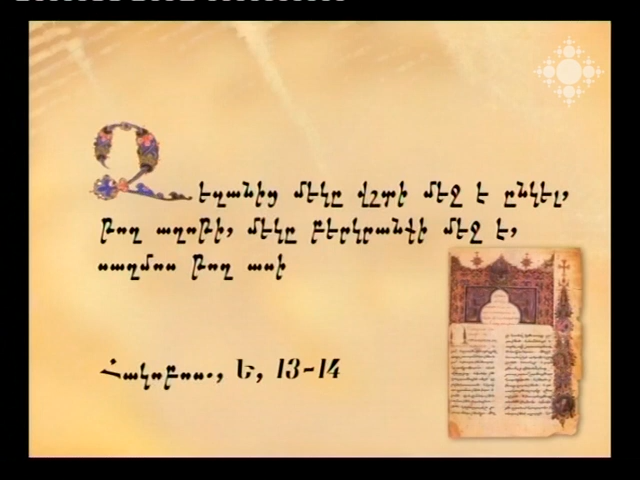 Ձեզանից մեկը վշտի մեջ է ընկել,
թող աղոթի, մեկը բերկրանքի մեջ է,
սաղմոս թող ասի
Հակոբոս., Ե, 13-14